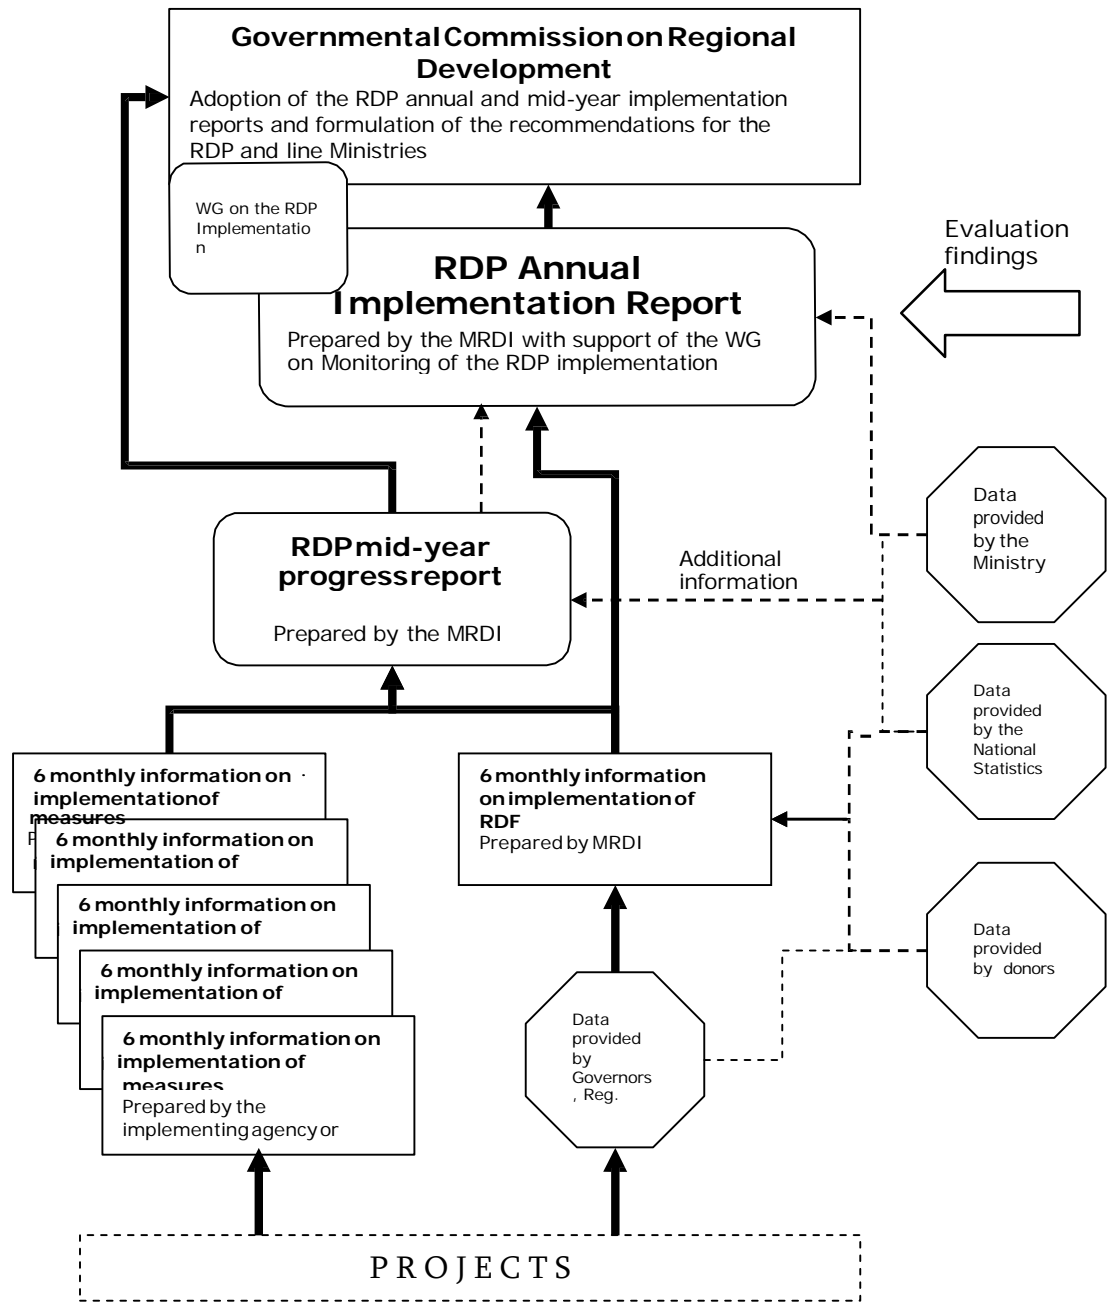 Governmental Commission on Regional
Development
Adoption of the RDP annual and mid-year implementation
reports and formulation of the recommendations for the
RDP and line Ministries
WG on the RDP
Implementatio
n
Evaluation
findings
RDP Annual
Implementation Report
Prepared by the MRDI with support of the WG
on Monitoring of the RDP implementation
Data
provided
by the
Ministry
RDP mid-year
progress report
Prepared by the MRDI
Additional
information
Data
provided
by the
National
Statistics
6 monthly information on
implementation of
measures
6 monthly information on
implementation of
6 monthly information on
implementation of
6 monthly information on
implementation of
6 monthly information on
implementation of
measures
Prepared by the
implementing agency or
6 monthly information
on implementation of
RDF
Prepared by MRDI
Data
provided
by donors
Data
provided
by
Governors
, Reg.
PROJECTS